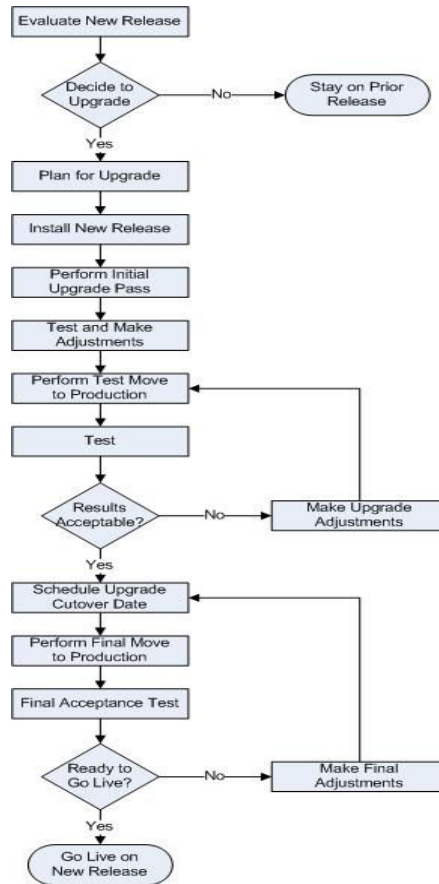 Evaluate New Release
Decide to
Upgrade
No
Stay on Prior
Release
Yes
Plan for Upgrade
Install New Release
Perform Initial
Upgrade Pass
Test and Make
Adjustments
Perform Test Move
to Production
Test
Results
Acceptable?
No
Make Upgrade
Adjustments
Yes
Schedule Upgrade
Cutover Date
Perform Final Move
to Production
Final Acceptance Test
Ready to
Go Live?
No
Make Final
Adjustments
Yes
Go Live on
New Release